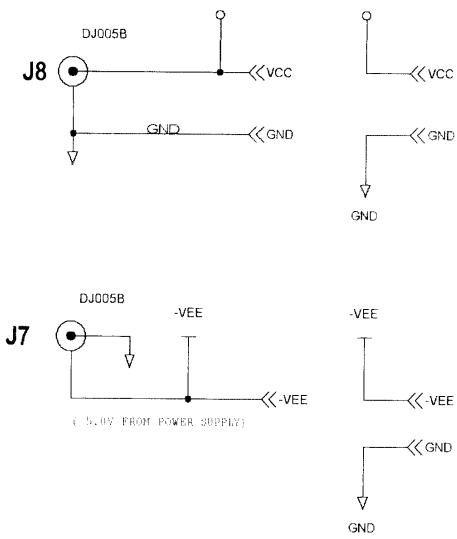 DJ005B
J8
VCC
VCC
GND
GND
GND
GND
DJ005B
J7
-VEE
-VEE
-VEE
-VEE
( 5.0V FROM POWER SUPPLY)
GND
GND